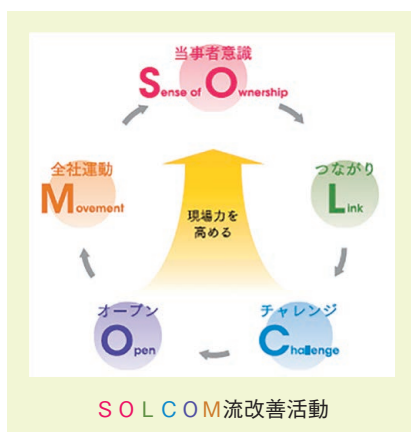 当事者意識
Sense of Ownership
つながり
Link
チャレンジ
Challenge
オープン
Open
全社運動
Movement
現場力を
高める
SOLCOM流改善活動